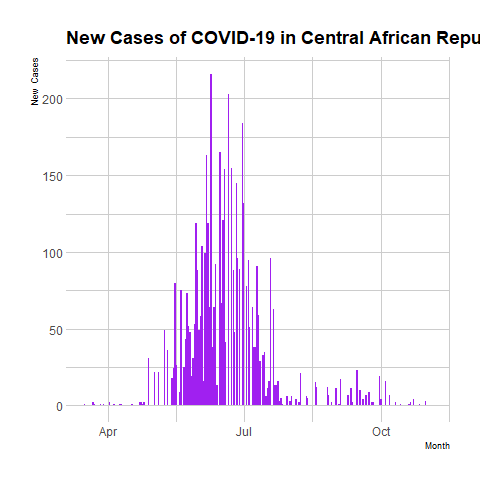 New Cases of COVID-19 in Central African Repu
New Cases
200
150
100
50
0
Apr
Jul
Oct
Month